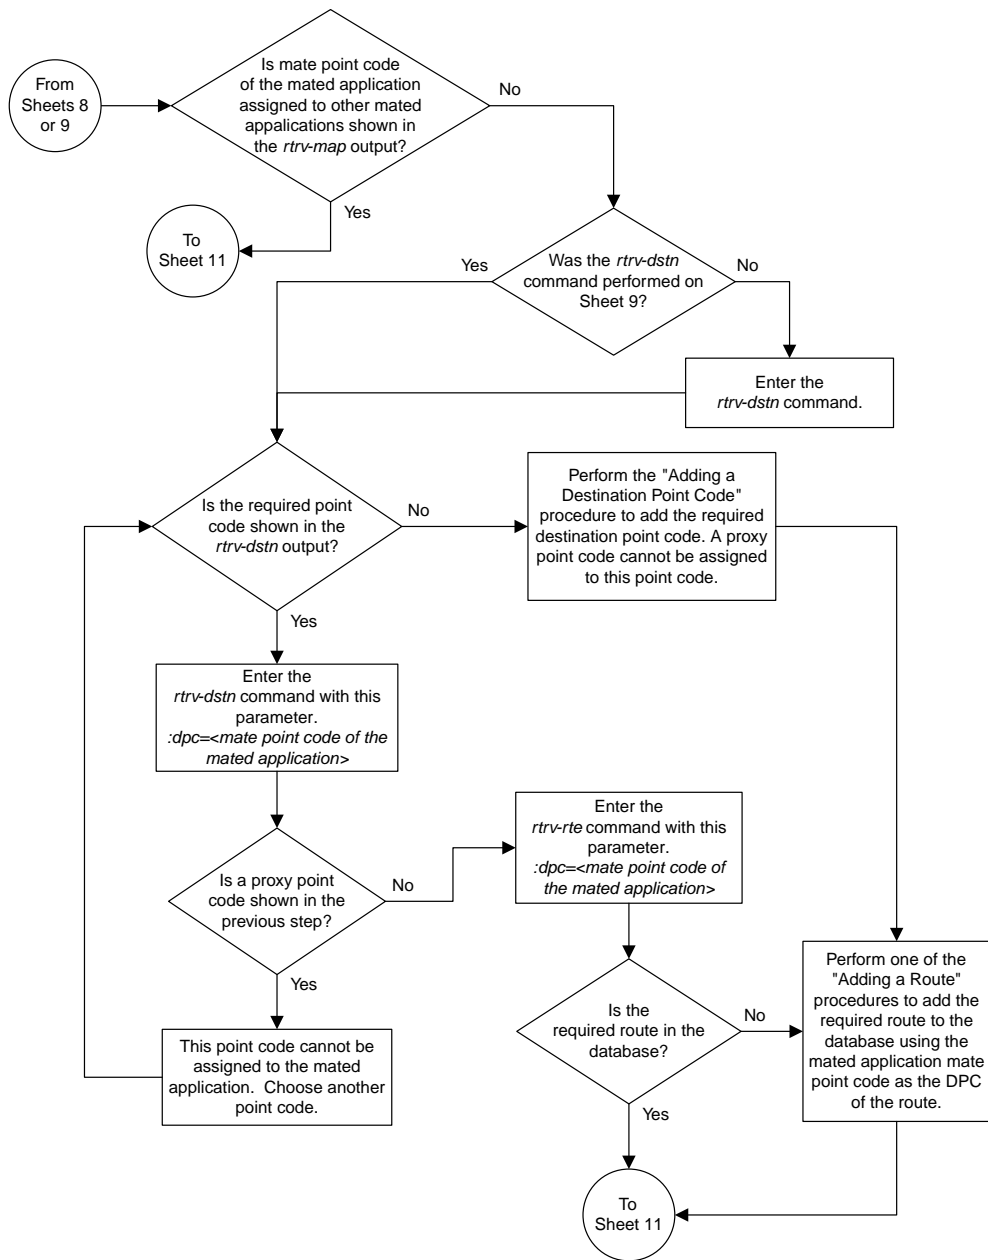 From
Sheets 8
or 9
Is mate point code
of the mated application
assigned to other mated
appalications shown in
the rtrv-map output?
No
Yes
To
Sheet 11
Was the rtrv-dstn
command performed on
Sheet 9?
Yes
No
Enter the
rtrv-dstn command.
Is the required point
code shown in the
rtrv-dstn output?
No
Perform the "Adding a
Destination Point Code"
procedure to add the required
destination point code. A proxy
point code cannot be assigned
to this point code.
Yes
Enter the
rtrv-dstn command with this
parameter.
:dpc=<mate point code of the
mated application>
Is a proxy point
code shown in the
previous step?
No
Enter the
rtrv-rte command with this
parameter.
:dpc=<mate point code of
the mated application>
Yes
This point code cannot be
assigned to the mated
application. Choose another
point code.
Is the
required route in the
database?
No
Perform one of the
"Adding a Route"
procedures to add the
required route to the
database using the
mated application mate
point code as the DPC
of the route.
Yes
To
Sheet 11